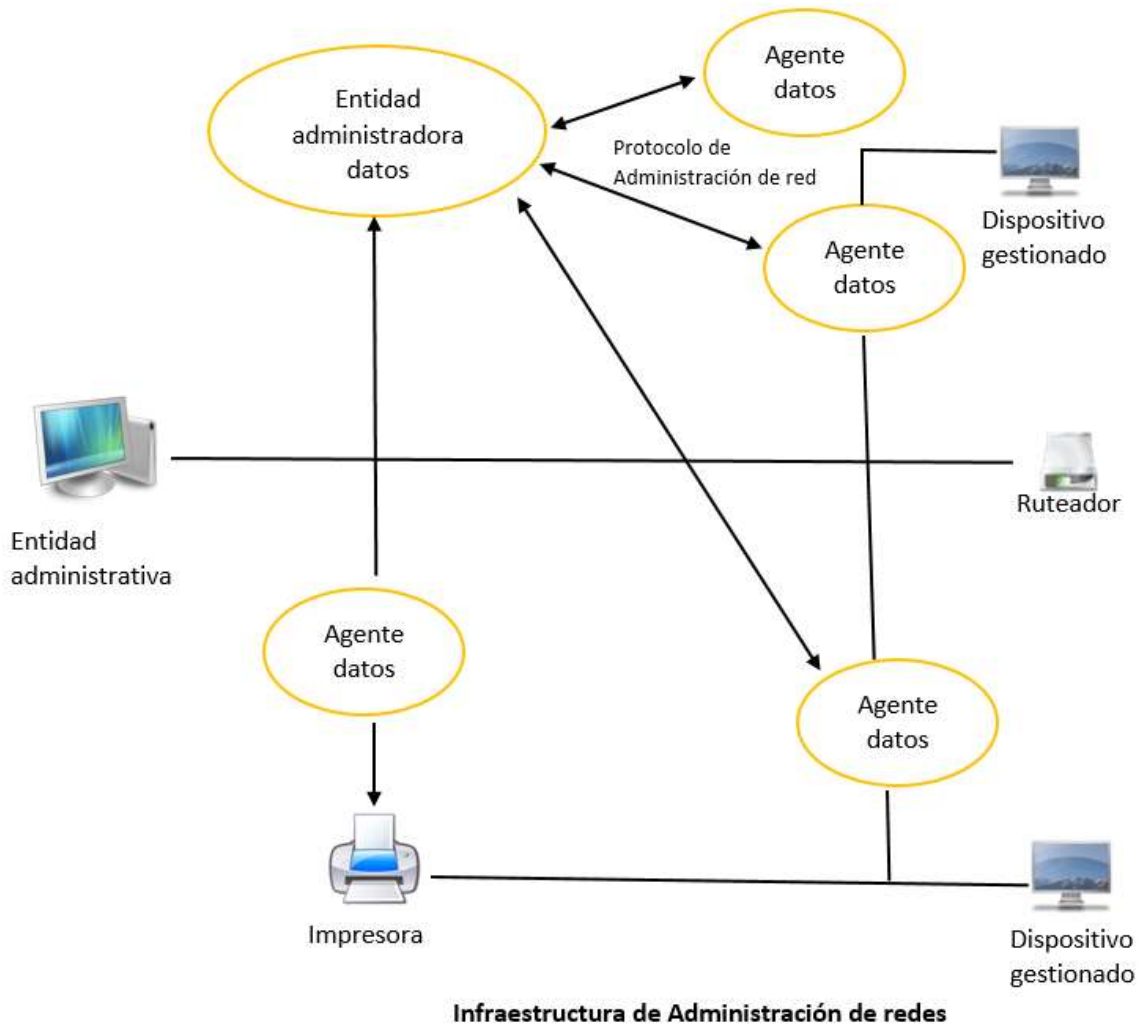 Agente
datos
Entidad
administradora
datos
Protocolo de
Administración de red
Dispositivo
gestionado
Agente
datos
Ruteador
Entidad
administrativa
Agente
datos
Agente
datos
Impresora
Dispositivo
gestionado
Infraestructura de Administración de redes